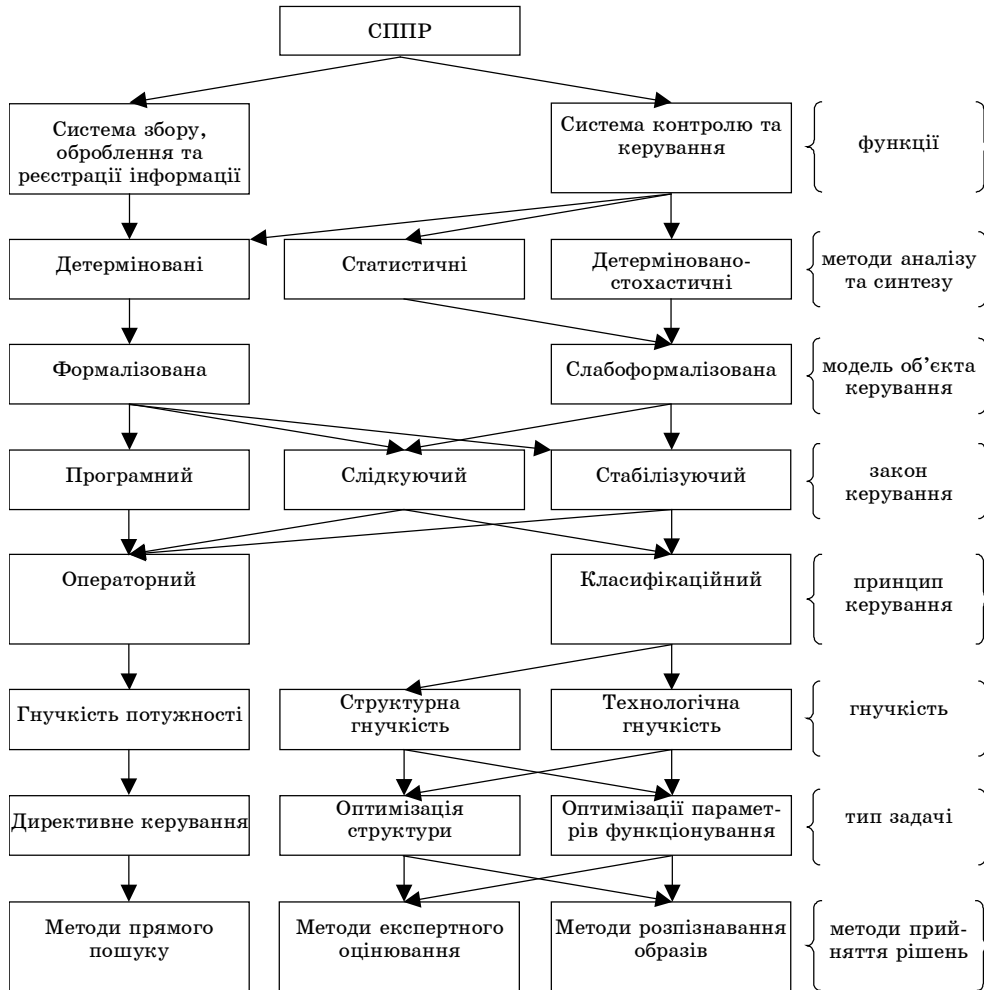 СППР
Система збору,
оброблення та
реєстрації інформації
Система контролю та
керування
функції
Детерміновані
Статистичні
Детерміновано-
стохастичні
методи аналізу
та синтезу
Формалізована
Слабоформалізована
модель об’єкта
керування
Програмний
Слідкуючий
Стабілізуючий
закон
керування
Операторний
Класифікаційний
принцип
керування
Гнучкість потужності
Структурна
гнучкість
Технологічна
гнучкість
гнучкість
Директивне керування
Оптимізація
структури
Оптимізації парамет-
рів функціонування
тип задачі
Методи прямого
пошуку
Методи експертного
оцінювання
Методи розпізнавання
образів
методи прий-
няття рішень